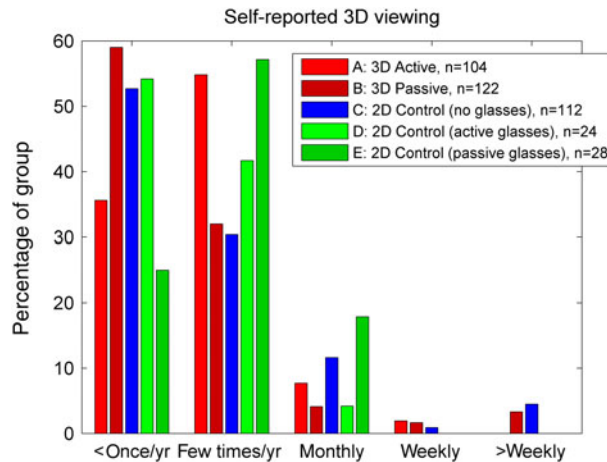 Self-reported 3D viewing
60
50
40
30
20
10
0
Percentage of group
A: 3D Active, n=104
B: 3D Passive, n=122
C: 2D Control (no glasses), n=112
D: 2D Control (active glasses), n=24
E: 2D Control (passive glasses), n=28
<Once/yr Few times/yr Monthly Weekly >Weekly